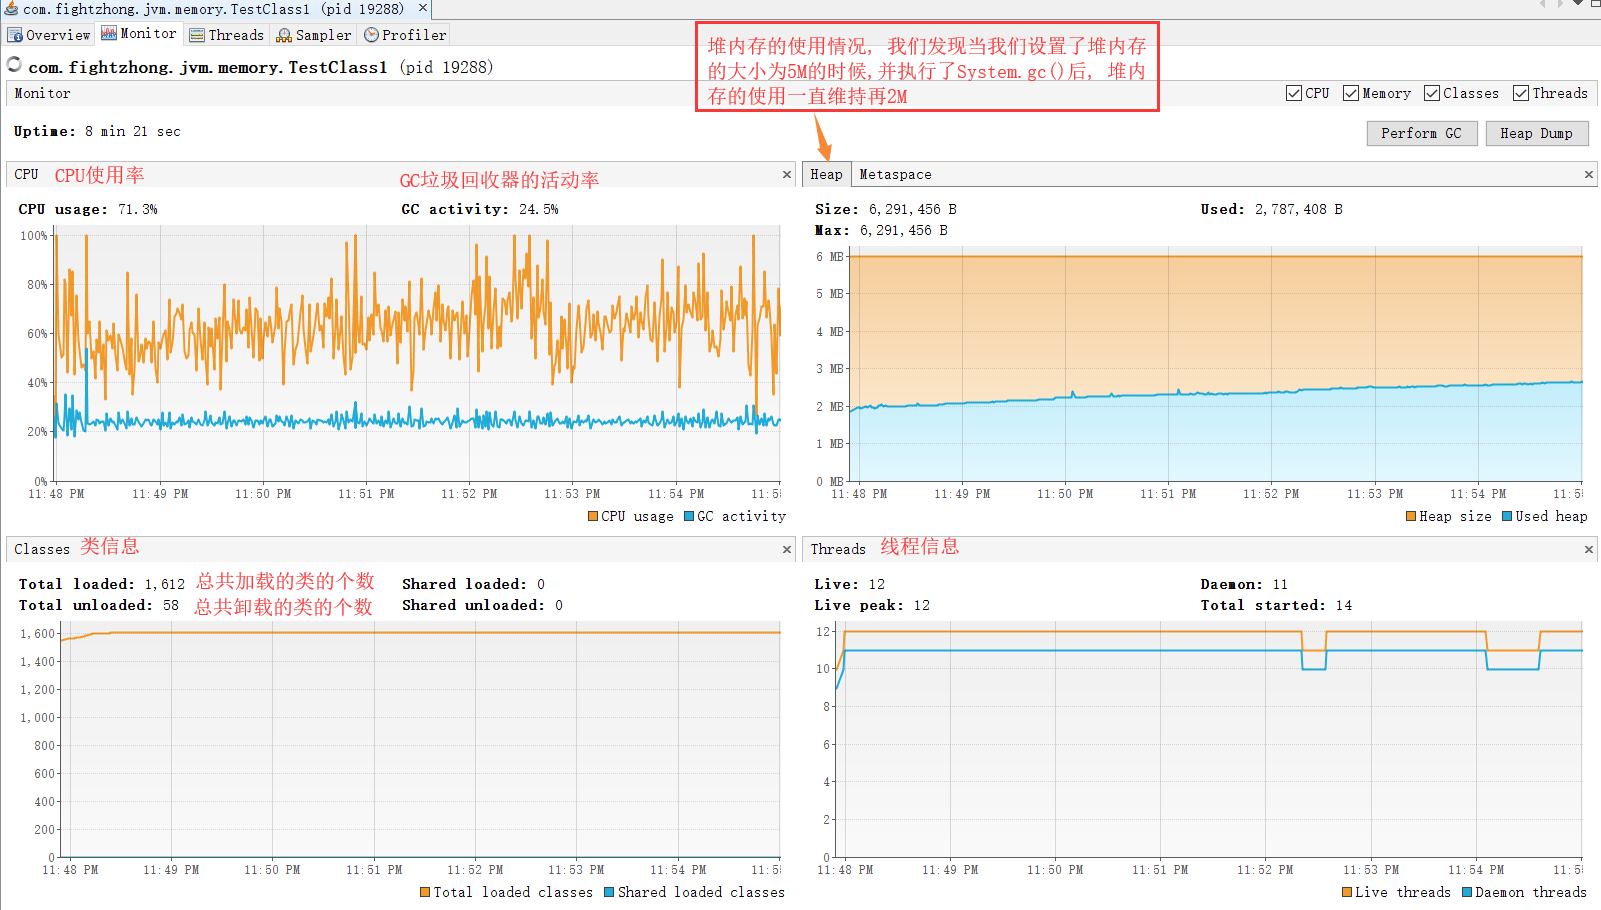 com.fightzhong.jvm.memory.TestClass1 (pid 19288)
Overview Monitor Threads Sampler Profiler
com.fightzhong.jvm.memory.TestClass1 (pid 19288)
堆内存的使用情况, 我们发现当我们设置了堆内存
的大小为5M的时候,并执行了System.gc()后, 堆内
存的使用一直维持再2M
Monitor
CPU Memory Classes Threads
Uptime: 8 min 21 sec
Perform GC Heap Dump
CPU CPU使用率
GC垃圾回收器的活动率
CPU usage: 71.3% GC activity: 24.5%
100%
80%
60%
40%
20%
0%
11:48 PM 11:49 PM 11:50 PM 11:51 PM 11:52 PM 11:53 PM 11:54 PM 11:5
CPU usage GC activity
Heap Metaspace
Size: 6,291,456 B Used: 2,787,408 B
Max: 6,291,456 B
6 MB
5 MB
4 MB
3 MB
2 MB
1 MB
0 MB
11:48 PM 11:49 PM 11:50 PM 11:51 PM 11:52 PM 11:53 PM 11:54 PM 11:5
Heap size Used heap
Classes 类信息
Total loaded: 1,612 总共加载的类的个数 Shared loaded: 0
Total unloaded: 58 总共卸载的类的个数 Shared unloaded: 0
1,600
1,400
1,200
1,000
800
600
400
200
0
11:48 PM 11:49 PM 11:50 PM 11:51 PM 11:52 PM 11:53 PM 11:54 PM 11:5
Total loaded classes Shared loaded classes
Threads 线程信息
Live: 12 Daemon: 11
Live peak: 12 Total started: 14
12
10
8
6
4
2
0
11:48 PM 11:49 PM 11:50 PM 11:51 PM 11:52 PM 11:53 PM 11:54 PM 11:5
Live threads Daemon threads